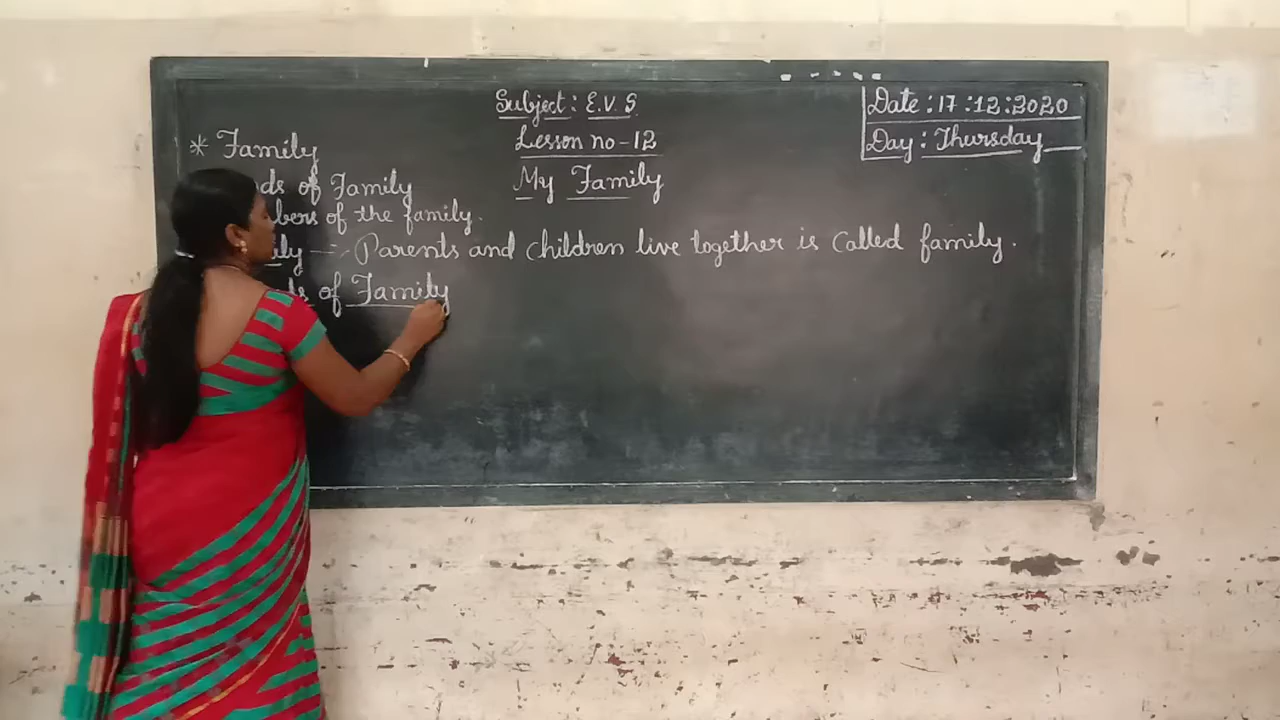 Subject: E.V.S
Date: 17:12:2020
Lesson no-12
Day: Thursday
* Family
My Family
of Family
of the family.
Parents and children live together is Called family.
of Family